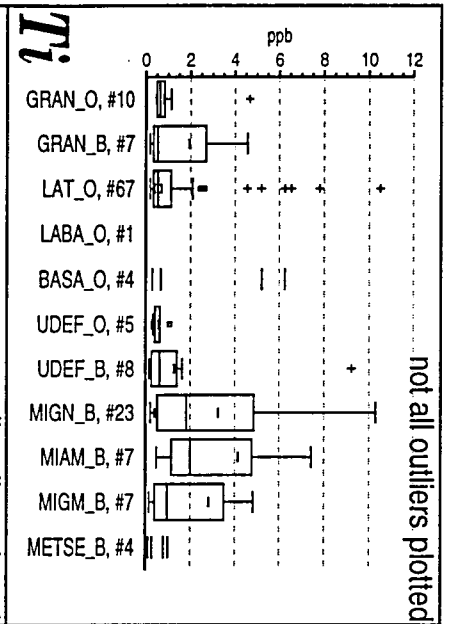 Ti
ppb
0 2 4 6 8 10 12
GRAN_O, #10
GRAN_B, #7
LAT_O, #67
LABA_O, #1
BASA_O, #4
UDEF_O, #5
UDEF_B, #8
MIGN_B, #23
MIAM_B, #7
MIGM_B, #7
METSE_B, #4
not all outliers plotted